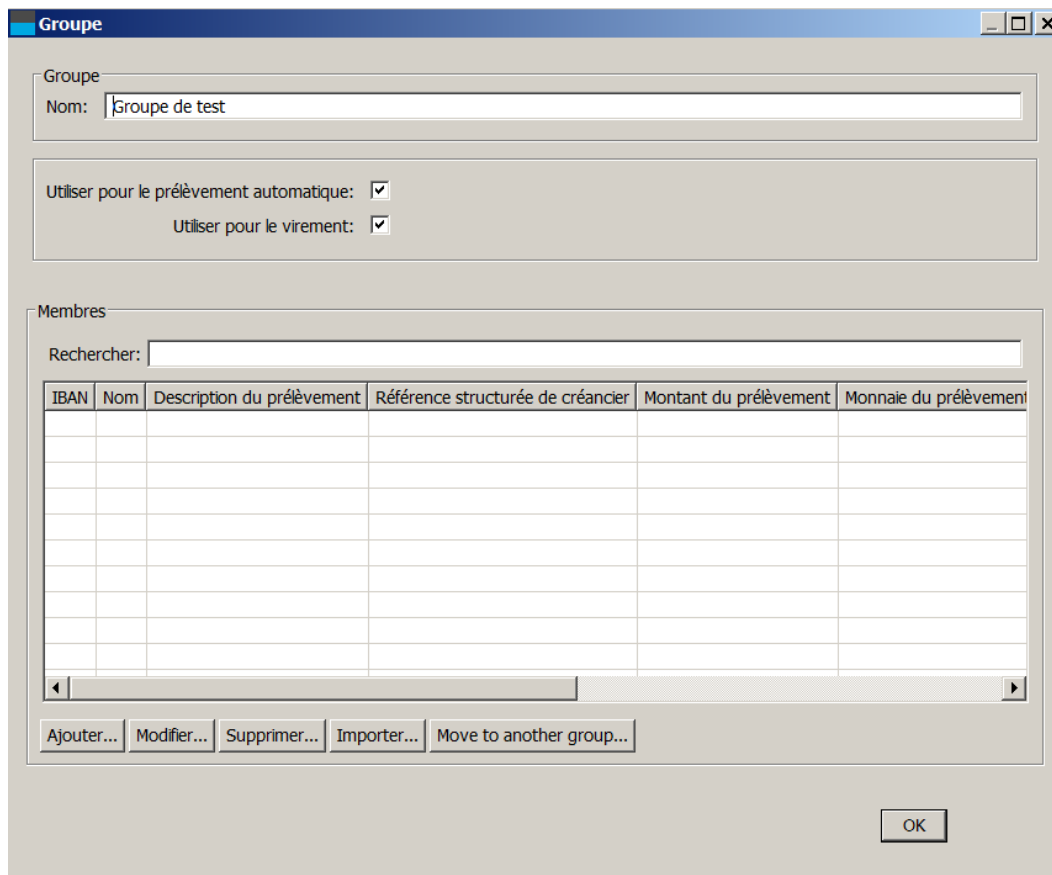 Groupe
Groupe
Nom: Groupe de test
Utiliser pour le prélèvement automatique:
Utiliser pour le virement:
Membres
Rechercher:
IBAN Nom Description du prélèvement Référence structurée de créancier Montant du prélèvement Monnaie du prélèvement
Ajouter... Modifier... Supprimer... Importer... Move to another group...
OK